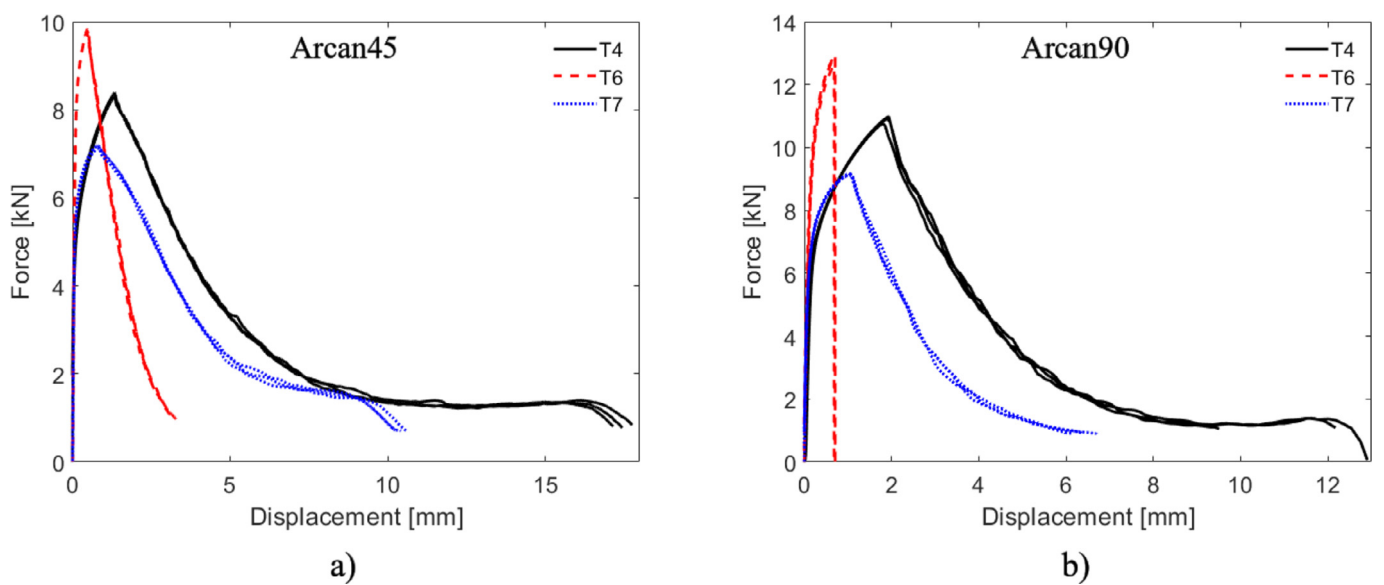 Arcan45
T4
T6
T7
10
8
6
4
2
0
Force [kN]
0 5 10 15
Displacement [mm]
a)
Arcan90
T4
T6
T7
14
12
10
8
6
4
2
0
Force [kN]
0 2 4 6 8 10 12
Displacement [mm]
b)